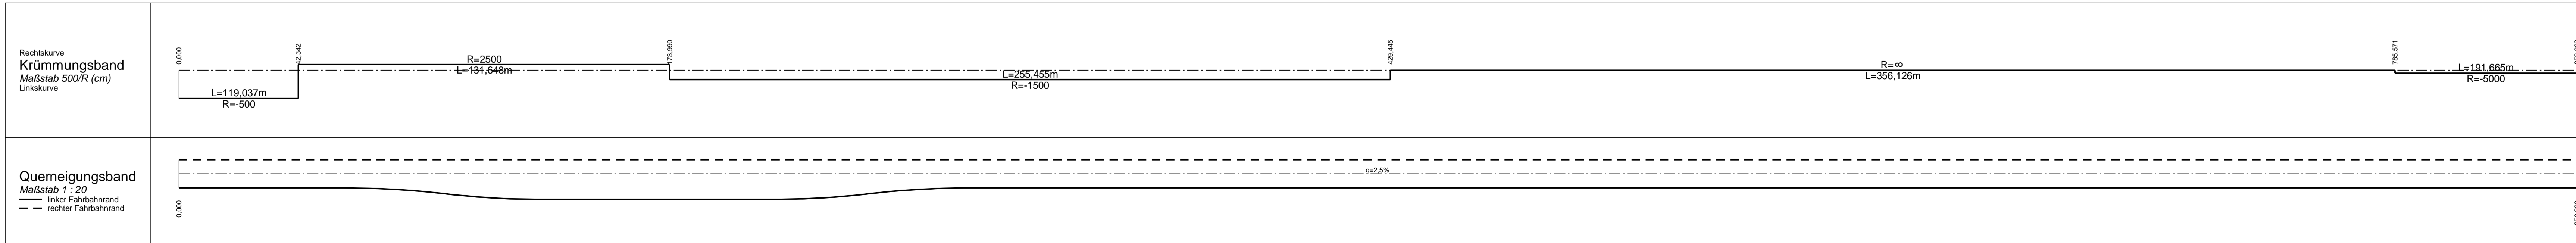 Rechtskurve
Krümmungsband
Maßstab 500/R (cm)
Linkskurve
0,000
L=119,037m
R=-500
42,342
R=2500
L=131,648m
173,990
L=255,455m
R=-1500
429,445
R=∞
L=356,126m
785,571
L=191,665m
R=-5000
Querneigungsband
Maßstab 1 : 20
linker Fahrbahnrand
rechter Fahrbahnrand
0,000
q=2,5%